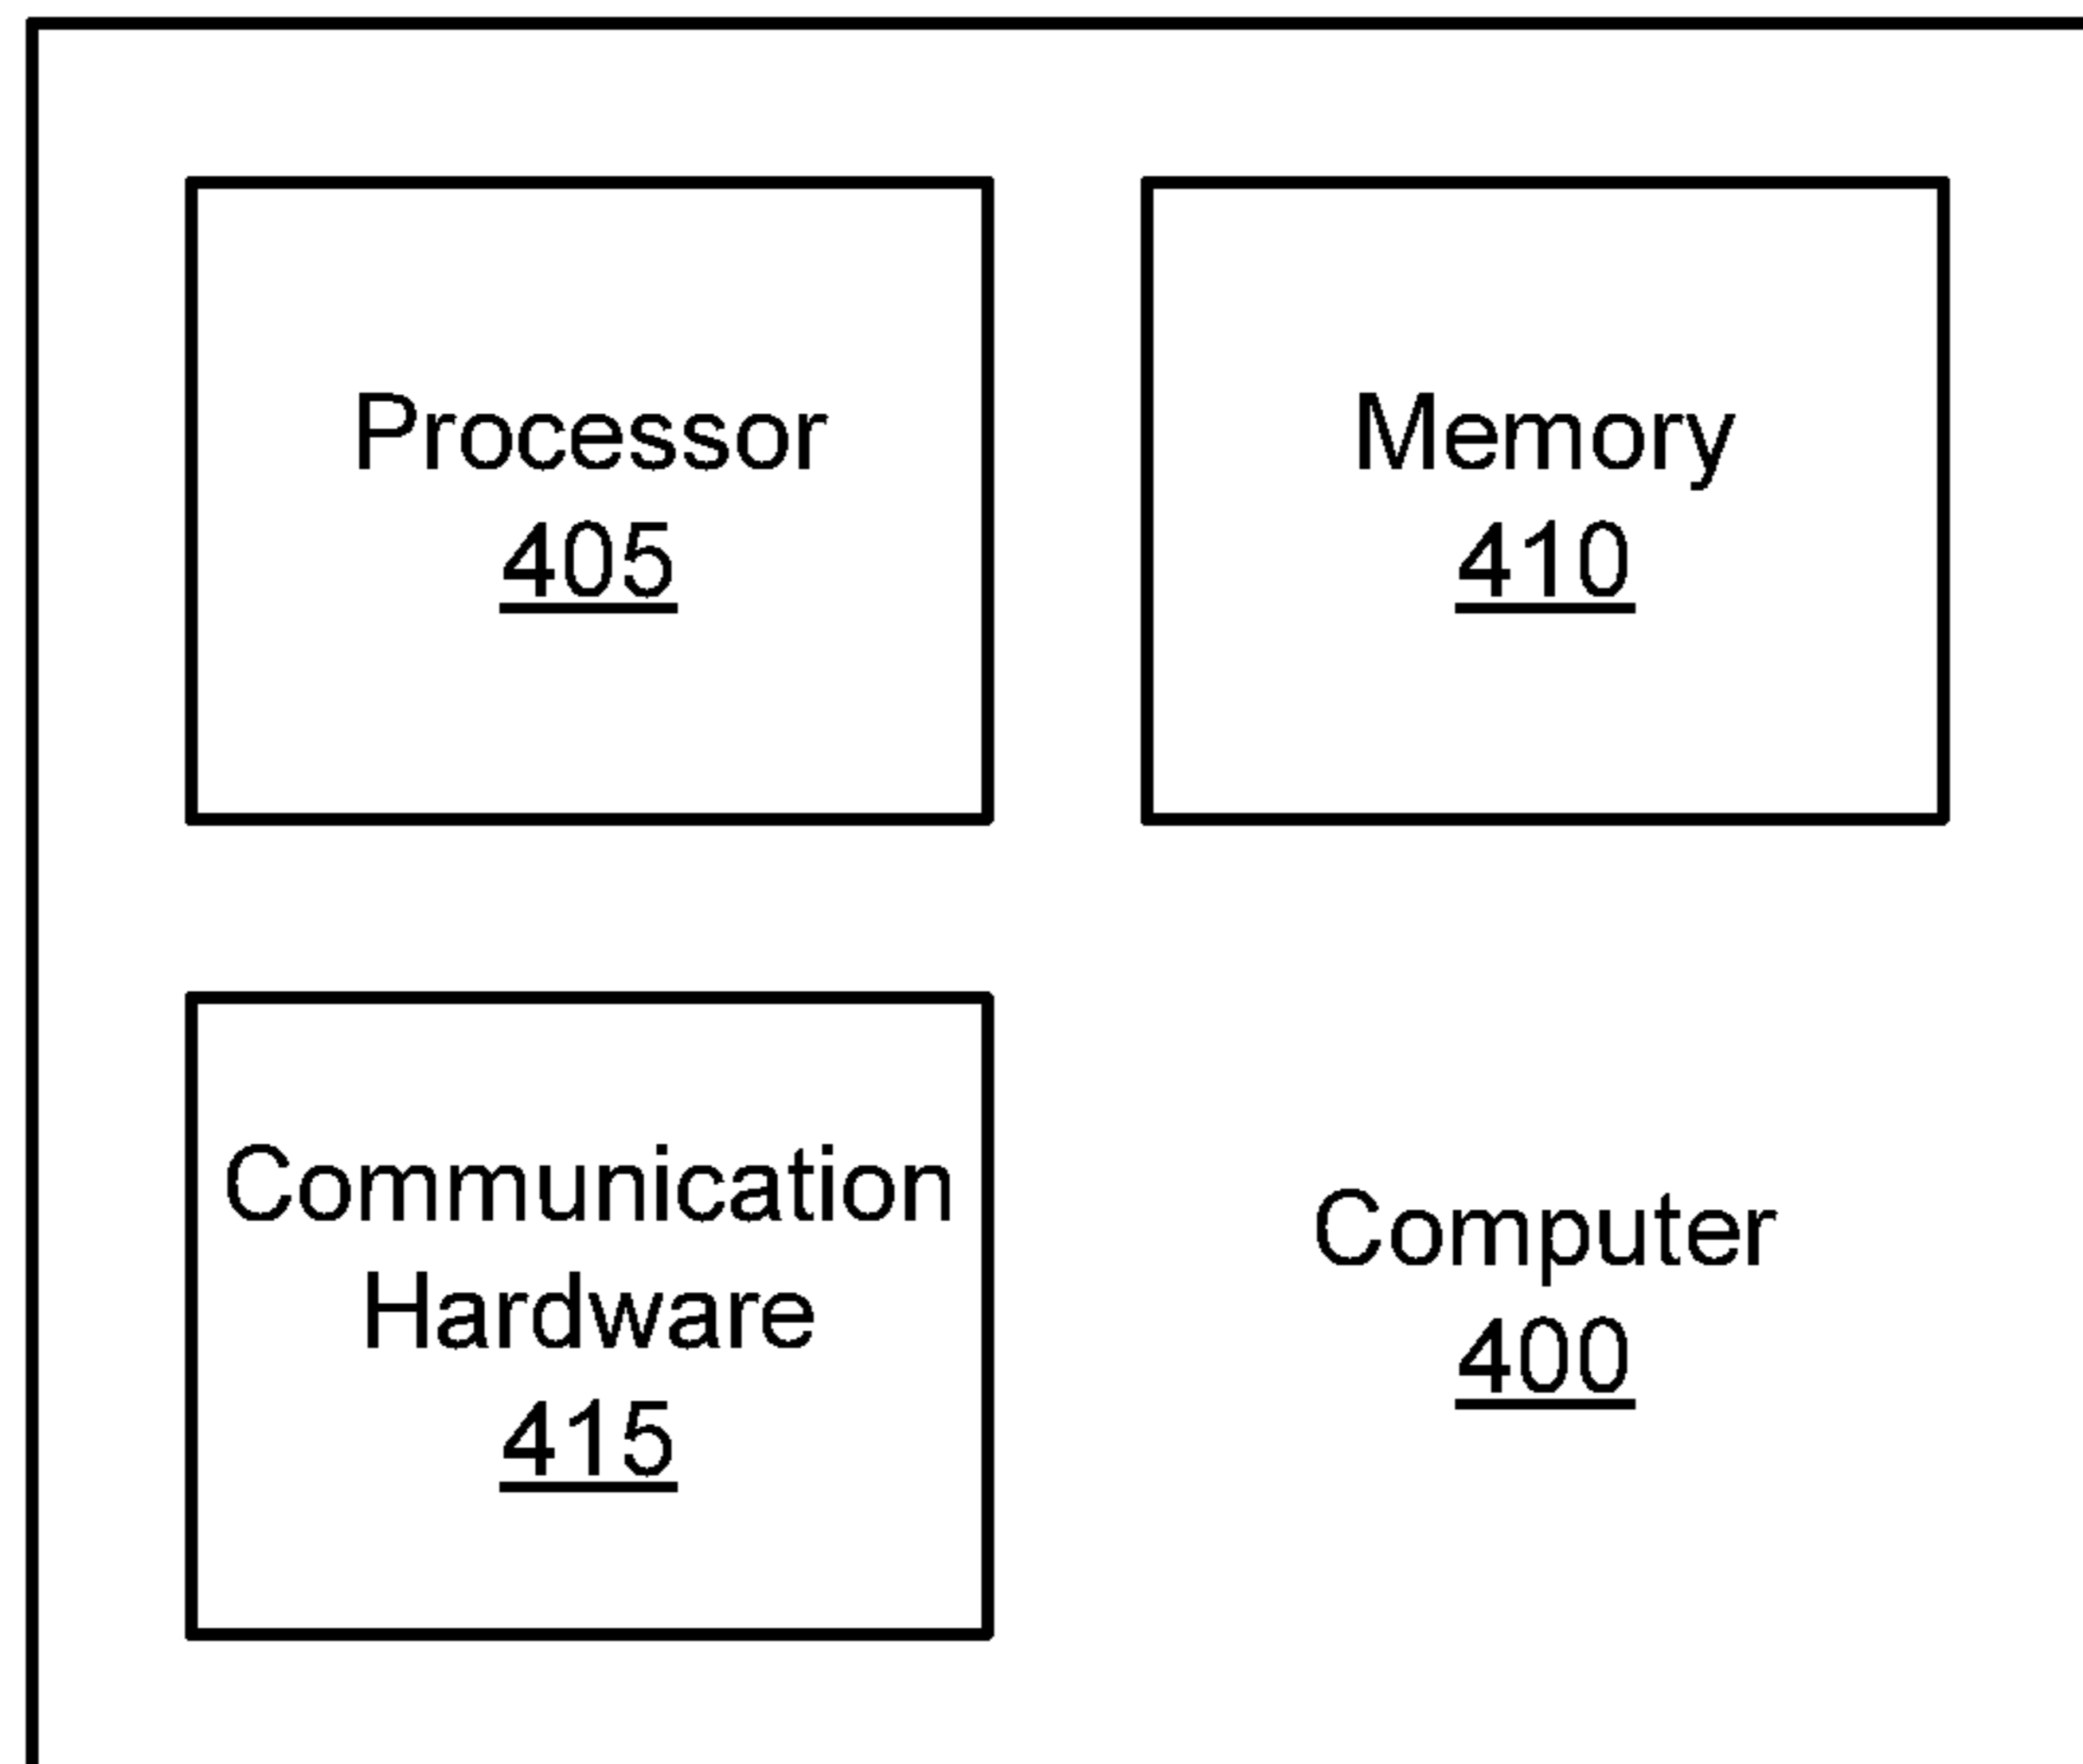 Processor
405
Memory
410
Communication
Hardware
415
Computer
400